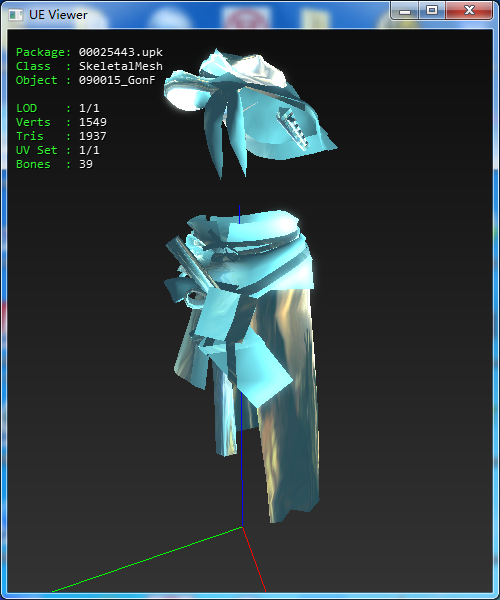 UE Viewer
Package: 00025443.upk
Class : SkeletalMesh
Object : 090015_GonF
LOD : 1/1
Verts : 1549
Tris : 1937
UV Set : 1/1
Bones : 39